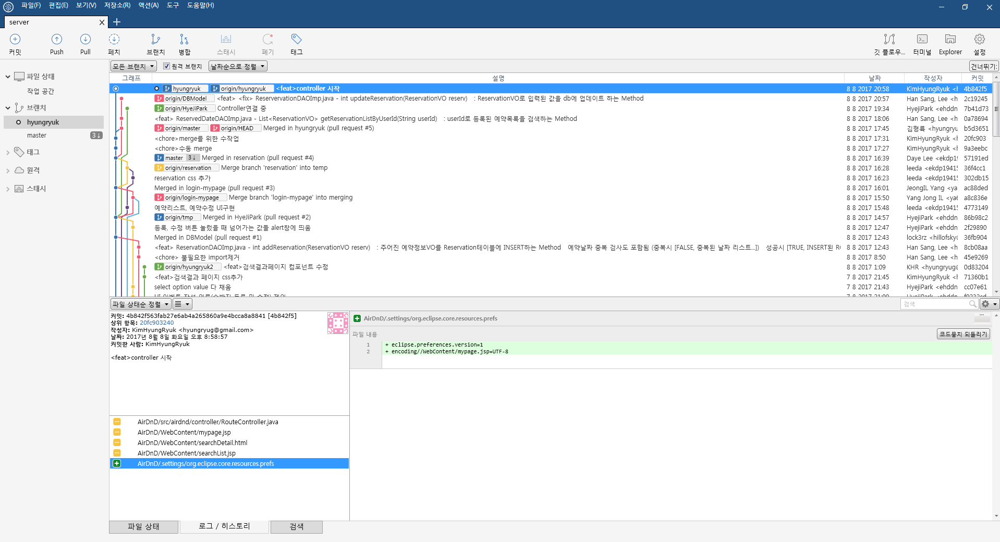 파일(F) 편집(E) 보기(V) 저장소(R) 액션(A) 도구 도움말(H)
server
커밋 Push Pull 페치 브랜치 병합 스태시 폐기 태그 깃 플로우... 터미널 Explorer 설정
모든 브랜치 원격 브랜치 날짜순으로 정렬 건너뛰기:
파일 상태
작업 공간
브랜치
hyungryuk
master 3↓
태그
원격
스태시
그래프 설명 날짜 작성자 커밋
hyungryuk origin/hyungryuk <feat>controller 시작 8 8 2017 20:58 KimHyungRyuk <h 4b842f5
origin/DBModel <feat> <fix> ReservervationDAOImp.java - int updateReservation(ReservationVO reserv) : ReservationVO로 입력된 값을 db에 업데이트 하는 Method 8 8 2017 20:57 Han Sang, Lee <h 2c19245
origin/HyeJiPark Controller연결 중 8 8 2017 19:34 HyejiPark <ehddn 7b41d73
<feat> ReservedDateDAOImp.java - List<ReservationVO> getReservationListByUserId(String userId) : userId로 등록된 예약목록을 검색하는 Method 8 8 2017 18:06 Han Sang, Lee <h 0a78694
origin/master origin/HEAD Merged in hyungryuk (pull request #5) 8 8 2017 17:45 김형륙 <hyungryu b5d3651
<chore>merge를 위한 수작업 8 8 2017 17:31 KimHyungRyuk <h 20fc903
<chore>수동 merge 8 8 2017 17:27 KimHyungRyuk <h 9a3eebc
master 3↓ Merged in reservation (pull request #4) 8 8 2017 16:39 Daye Lee <ekdp19 57191ed
origin/reservation Merge branch 'reservation' into temp 8 8 2017 16:28 leeda <ekdp19415 36f4cc1
reservation css 추가 8 8 2017 16:23 leeda <ekdp19415 302db15
Merged in login-mypage (pull request #3) 8 8 2017 16:01 JeongIL Yang <ya ac88ded
origin/login-mypage Merge branch 'login-mypage' into merging 8 8 2017 15:50 Yang Jong IL <ya6 a8c836e
예약리스트, 예약수정 UI구현 8 8 2017 15:48 leeda <ekdp19415 4773149
origin/tmp Merged in HyeJiPark (pull request #2) 8 8 2017 14:57 HyejiPark <ehddn 86b98c2
등록, 수정 버튼 눌렀을 때 넘어가는 값들 alert창에 띄움 8 8 2017 12:47 HyejiPark <ehddn 2f29890
Merged in DBModel (pull request #1) 8 8 2017 12:43 lock3rz <hillofsky@ 36fb904
<feat> ReservationDAOImp.java - int addReservation(ReservationVO reserv) : 주어진 예약정보VO를 Reservation테이블에 INSERT하는 Method 예약날짜 중복 검사도 포함됨 (중복시 [FALSE, 중복된 날짜 리스트...]) 성공시 [TRUE, INSERT된 8 8 2017 12:43 Han Sang, Lee <h 8cb08aa
<chore> 불필요한 import제거 8 8 2017 8:50 Han Sang, Lee <h 45e9269
origin/hyungryuk2 <feat>검색결과페이지 컴포넌트 수정 8 8 2017 1:09 KHR <hyungryug@ 0d83204
<feat>검색결과 페이지 css추가 7 8 2017 21:45 KimHyungRyuk <h 71360b1
select option value 다 채움 7 8 2017 21:43 HyejiPark <ehddn cc07e61
파일 상태순 정렬 검색
커밋: 4b842f563fab27e6ab4a265860a9e4bcca8a8841 [4b842f5]
상위 항목: 20fc903240
작성자: KimHyungRyuk <hyungryug@gmail.com>
날짜: 2017년 8월 8일 화요일 오후 8:58:57
커밋한 사람: KimHyungRyuk
<feat>controller 시작
AirDnD/src/airdnd/controller/RouteController.java
AirDnD/WebContent/mypage.jsp
AirDnD/WebContent/searchDetail.html
AirDnD/WebContent/searchList.jsp
AirDnD/.settings/org.eclipse.core.resources.prefs
AirDnD/.settings/org.eclipse.core.resources.prefs
파일 내용 코드뭉치 되돌리기
1 + eclipse.preferences.version=1
2 + encoding//WebContent/mypage.jsp=UTF-8
파일 상태 로그 / 히스토리 검색